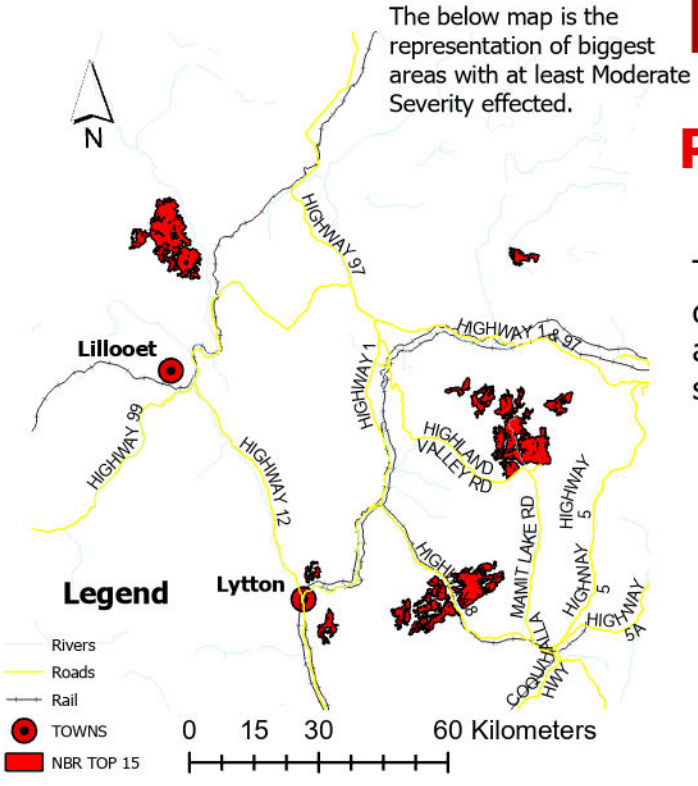 The below map is the
representation of biggest
areas with at least Moderate
Severity effected.
N
HIGHWAY 97
HIGHWAY 1 & 97
Lillooet
HIGHWAY 1
HIGHWAY 99
HIGHLAND
VALLEY RD
HIGHWAY 12
HIGHWAY
5
MAMIT LAKE RD
HIGHWAY
5
HIGHWAY
5A
Lytton
8
COQUIHALLA
HWY
Legend
Rivers
Roads
Rail
TOWNS
NBR TOP 15
0 15 30 60 Kilometers